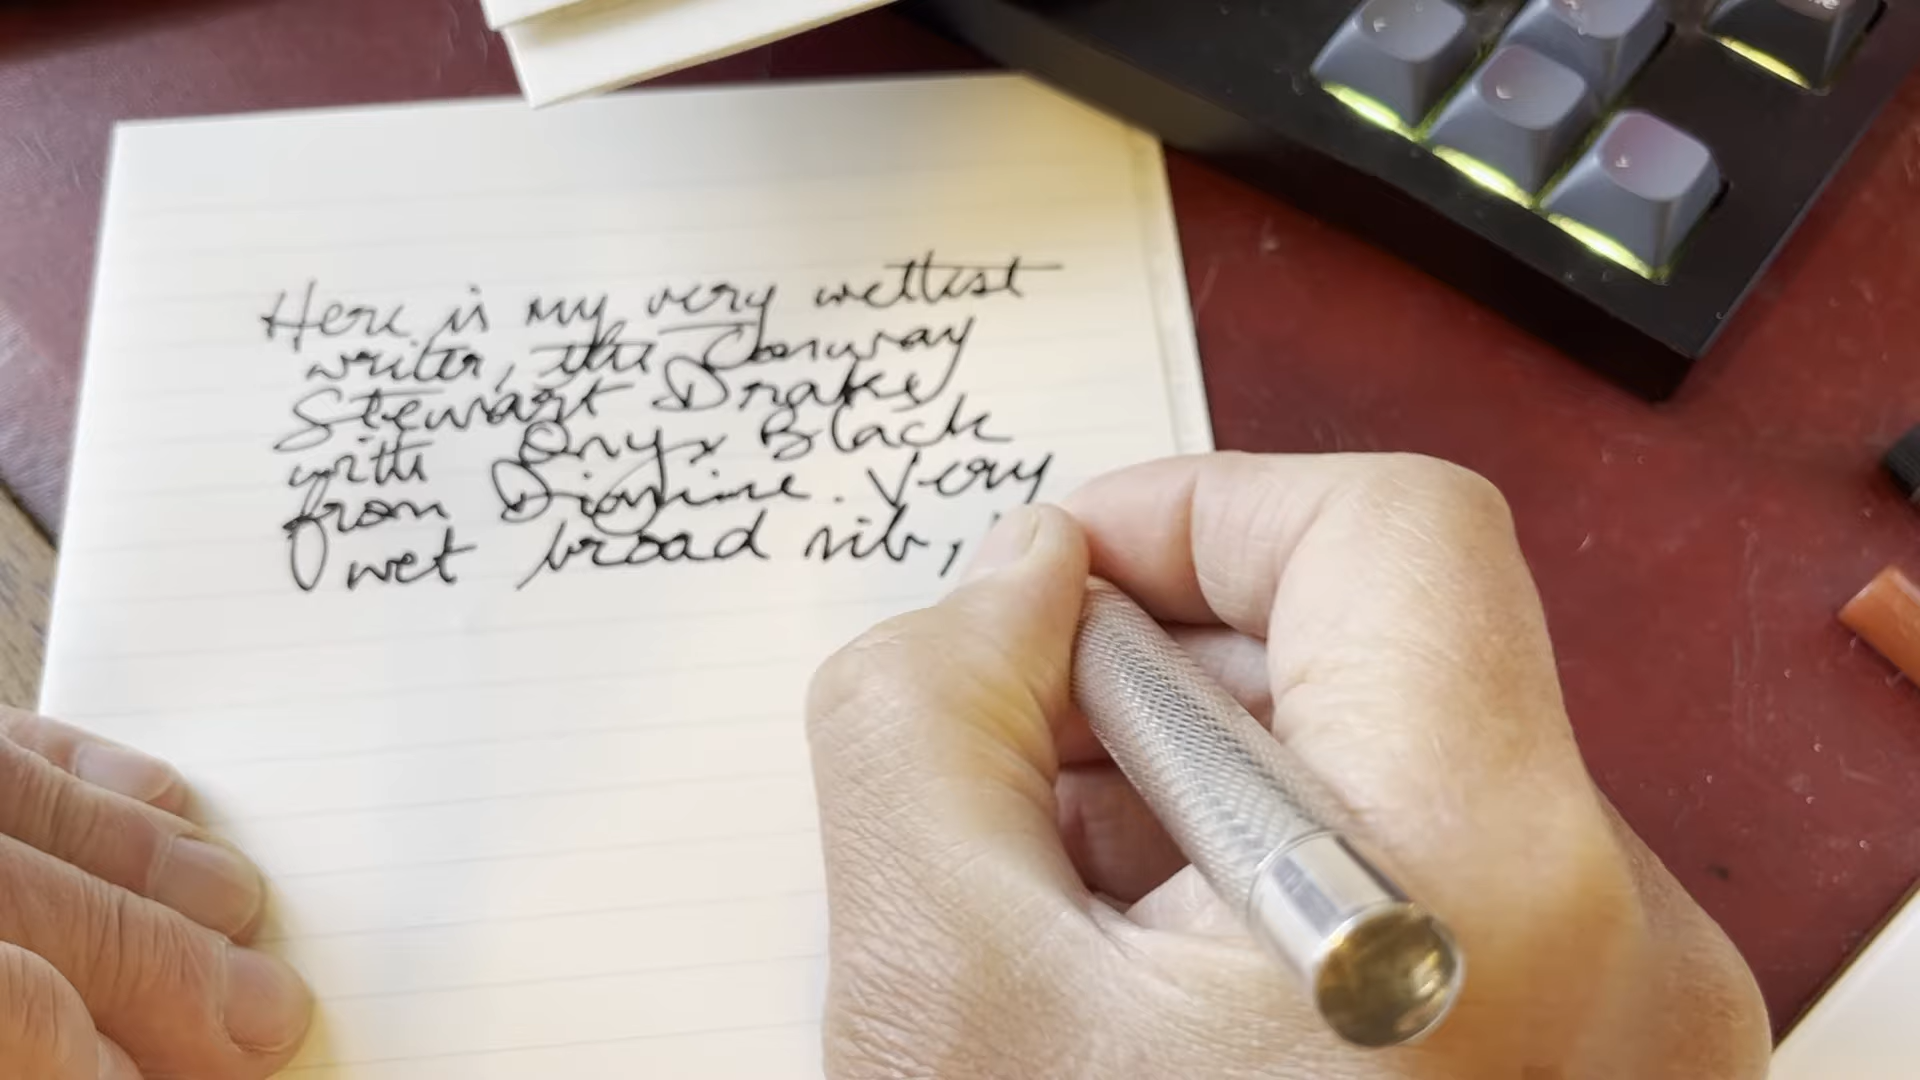 Here is my very wettest
writer, the Conway
Stewart Drake
with Onyx Black
from Diamine. Very
wet broad nib,